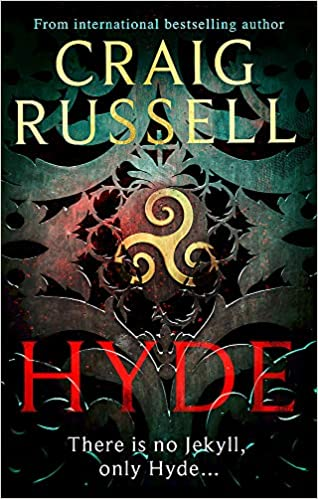 From international bestselling author
CRAIG
RUSSELL
HYDE
There is no Jekyll,
only Hyde...